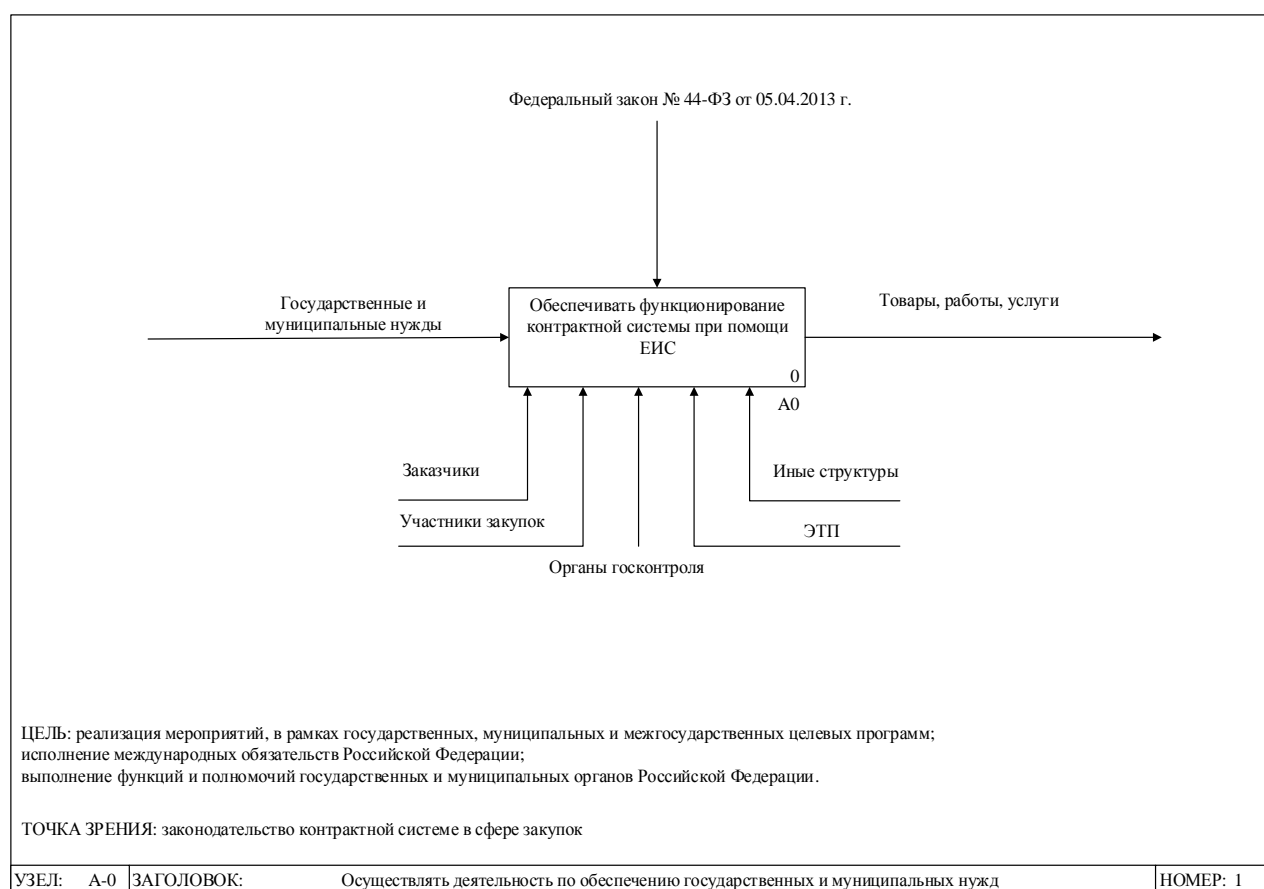 Федеральный закон № 44-ФЗ от 05.04.2013 г.
Государственные и
муниципальные нужды
Обеспечивать функционирование
контрактной системы при помощи
ЕИС
0
A0
Товары, работы, услуги
Заказчики
Иные структуры
Участники закупок
ЭТП
Органы госконтроля
ЦЕЛЬ: реализация мероприятий, в рамках государственных, муниципальных и межгосударственных целевых программ;
исполнение международных обязательств Российской Федерации;
выполнение функций и полномочий государственных и муниципальных органов Российской Федерации.
ТОЧКА ЗРЕНИЯ: законодательство контрактной системе в сфере закупок
УЗЕЛ: A-0 ЗАГОЛОВОК: Осуществлять деятельность по обеспечению государственных и муниципальных нужд НОМЕР: 1